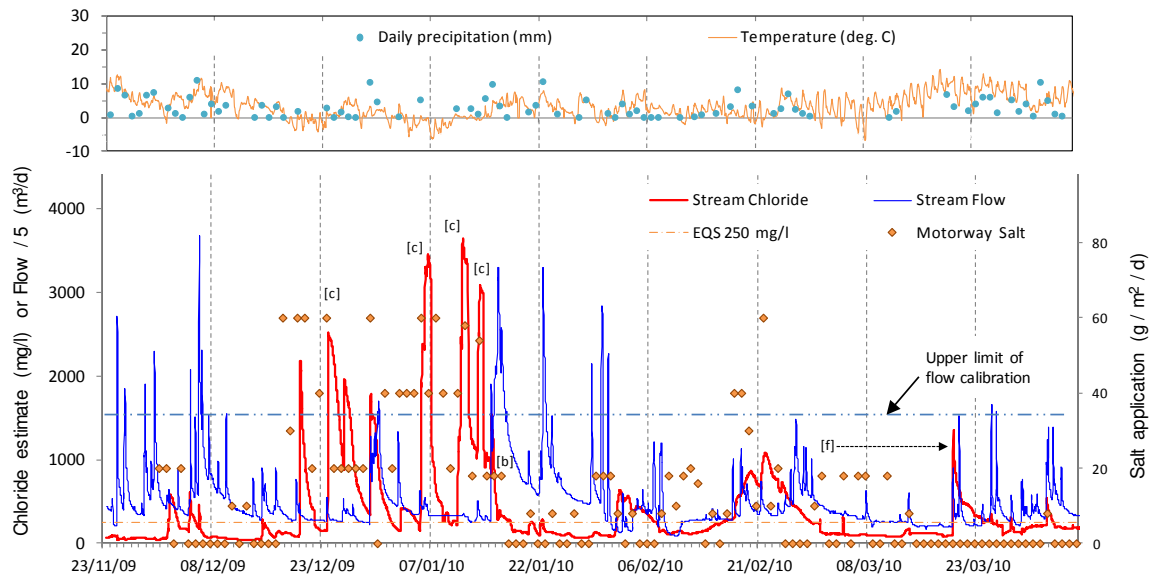 30
20
10
0
-10
Daily precipitation (mm)
Temperature (deg. C)
Chloride estimate (mg/l) or Flow / 5 (m³/d)
4000
3000
2000
1000
0
Stream Chloride
Stream Flow
EQS 250 mg/l
Motorway Salt
[c]
[c]
[c]
[c]
[b]
[f]
Upper limit of
flow calibration
80
60
40
20
0
Salt application (g / m² / d)
23/11/09
08/12/09
23/12/09
07/01/10
22/01/10
06/02/10
21/02/10
08/03/10
23/03/10